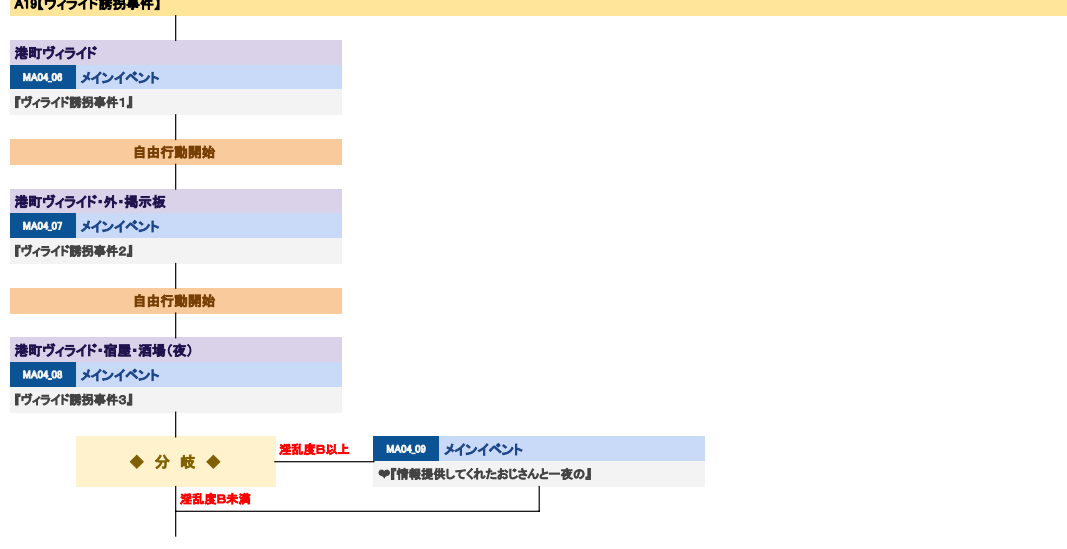 A19【ヴィライド誘拐事件】
港町ヴィライド
MA04_06 メインイベント
『ヴィライド誘拐事件1』
自由行動開始
港町ヴィライド・外・掲示板
MA04_07 メインイベント
『ヴィライド誘拐事件2』
自由行動開始
港町ヴィライド・宿屋・酒場(夜)
MA04_08 メインイベント
『ヴィライド誘拐事件3』
◆ 分 岐 ◆
淫乱度B以上
MA04_09 メインイベント
❤『情報提供してくれたおじさんと一夜の』
淫乱度B未満